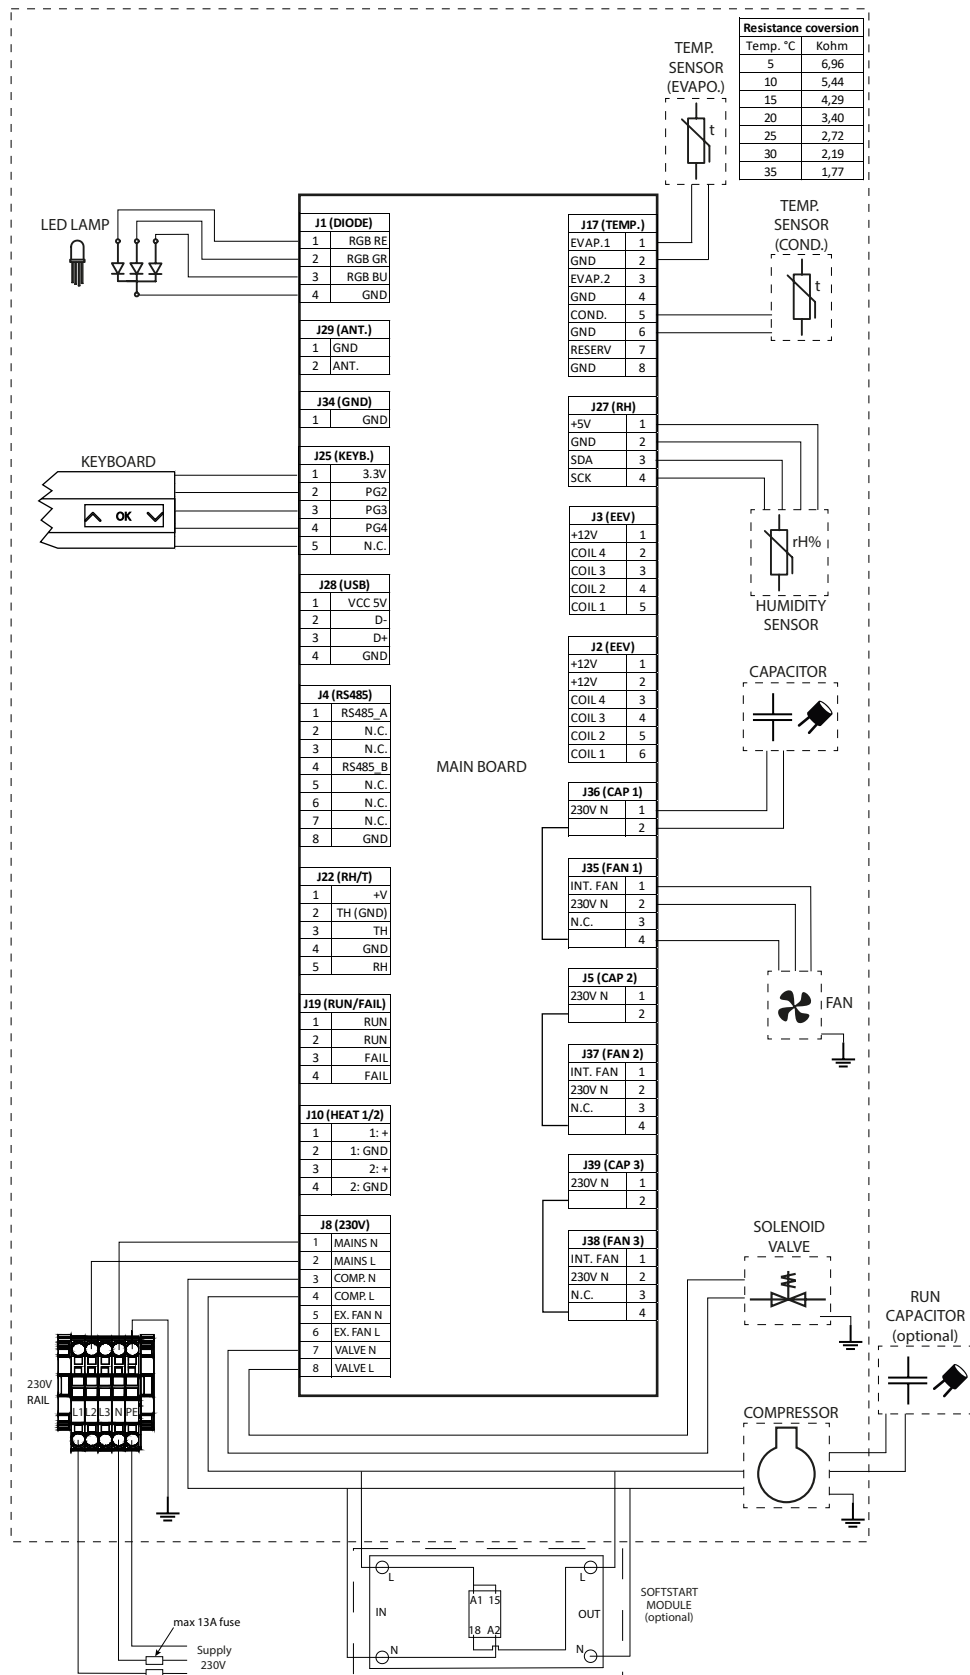 Resistance coversion
Temp. °C Kohm
5 6,96
10 5,44
15 4,29
20 3,40
25 2,72
30 2,19
35 1,77
TEMP.
SENSOR
(EVAPO.)
t
TEMP.
SENSOR
(COND.)
t
LED LAMP
J1 (DIODE)
1 RGB RE
2 RGB GR
3 RGB BU
4 GND
J29 (ANT.)
1 GND
2 ANT.
J34 (GND)
1 GND
KEYBOARD
OK
J25 (KEYB.)
1 3.3V
2 PG2
3 PG3
4 PG4
5 N.C.
J28 (USB)
1 VCC 5V
2 D-
3 D+
4 GND
J4 (RS485)
1 RS485_A
2 N.C.
3 N.C.
4 RS485_B
5 N.C.
6 N.C.
7 N.C.
8 GND
J22 (RH/T)
1 +V
2 TH (GND)
3 TH
4 GND
5 RH
J19 (RUN/FAIL)
1 RUN
2 RUN
3 FAIL
4 FAIL
J10 (HEAT 1/2)
1 1: +
2 1: GND
3 2: +
4 2: GND
J8 (230V)
1 MAINS N
2 MAINS L
3 COMP. N
4 COMP. L
5 EX. FAN N
6 EX. FAN L
7 VALVE N
8 VALVE L
MAIN BOARD
J17 (TEMP.)
EVAP.1 1
GND 2
EVAP.2 3
GND 4
COND. 5
GND 6
RESERV 7
GND 8
J27 (RH)
+5V 1
GND 2
SDA 3
SCK 4
rH%
HUMIDITY
SENSOR
J3 (EEV)
+12V 1
COIL 4 2
COIL 3 3
COIL 2 4
COIL 1 5
J2 (EEV)
+12V 1
+12V 2
COIL 4 3
COIL 3 4
COIL 2 5
COIL 1 6
CAPACITOR
J36 (CAP 1)
230V N 1
2
J35 (FAN 1)
INT. FAN 1
230V N 2
N.C. 3
4
FAN
J5 (CAP 2)
230V N 1
2
J37 (FAN 2)
INT. FAN 1
230V N 2
N.C. 3
4
J39 (CAP 3)
230V N 1
2
J38 (FAN 3)
INT. FAN 1
230V N 2
N.C. 3
4
SOLENOID
VALVE
RUN
CAPACITOR
(optional)
COMPRESSOR
230V
RAIL
L1 L2 L3 N PE
max 13A fuse
Supply
230V
L
IN
N
A1 15
18 A2
L
OUT
N
SOFTSTART
MODULE
(optional)